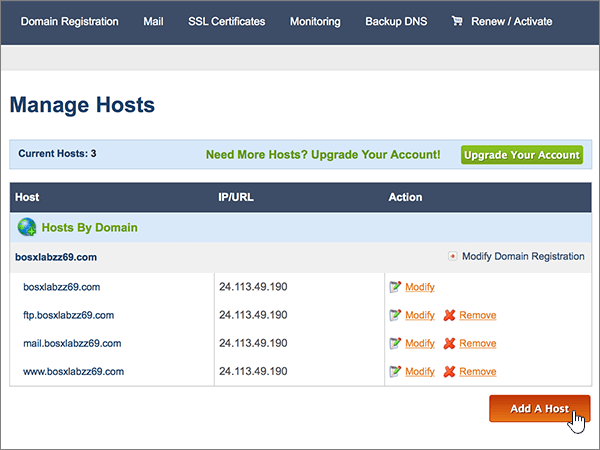 Domain Registration Mail SSL Certificates Monitoring Backup DNS Renew / Activate
Manage Hosts
Current Hosts: 3 Need More Hosts? Upgrade Your Account! Upgrade Your Account
Host IP/URL Action
Hosts By Domain
bosxlabzz69.com Modify Domain Registration
bosxlabzz69.com 24.113.49.190 Modify
ftp.bosxlabzz69.com 24.113.49.190 Modify Remove
mail.bosxlabzz69.com 24.113.49.190 Modify Remove
www.bosxlabzz69.com 24.113.49.190 Modify Remove
Add A Host